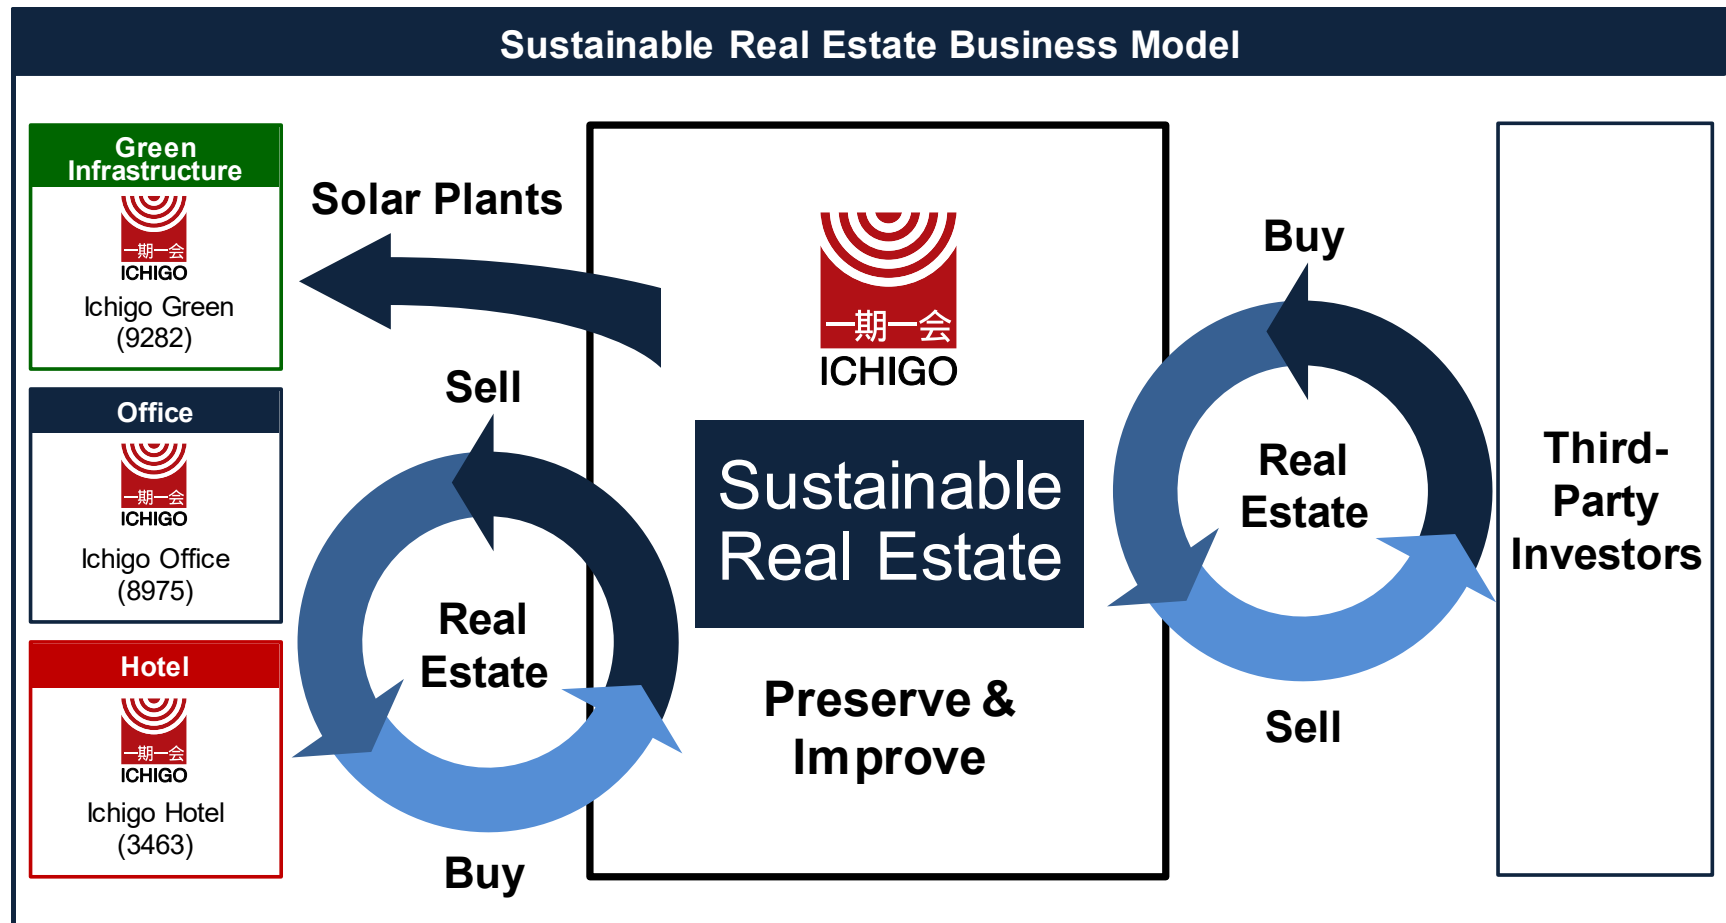 Sustainable Real Estate Business Model
Green
Infrastructure
一期一会
ICHIGO
Ichigo Green
(9282)
Office
一期一会
ICHIGO
Ichigo Office
(8975)
Hotel
一期一会
ICHIGO
Ichigo Hotel
(3463)
Solar Plants
Sell
Real
Estate
Buy
一期一会
ICHIGO
Sustainable
Real Estate
Preserve &
Improve
Buy
Real
Estate
Sell
Third-
Party
Investors